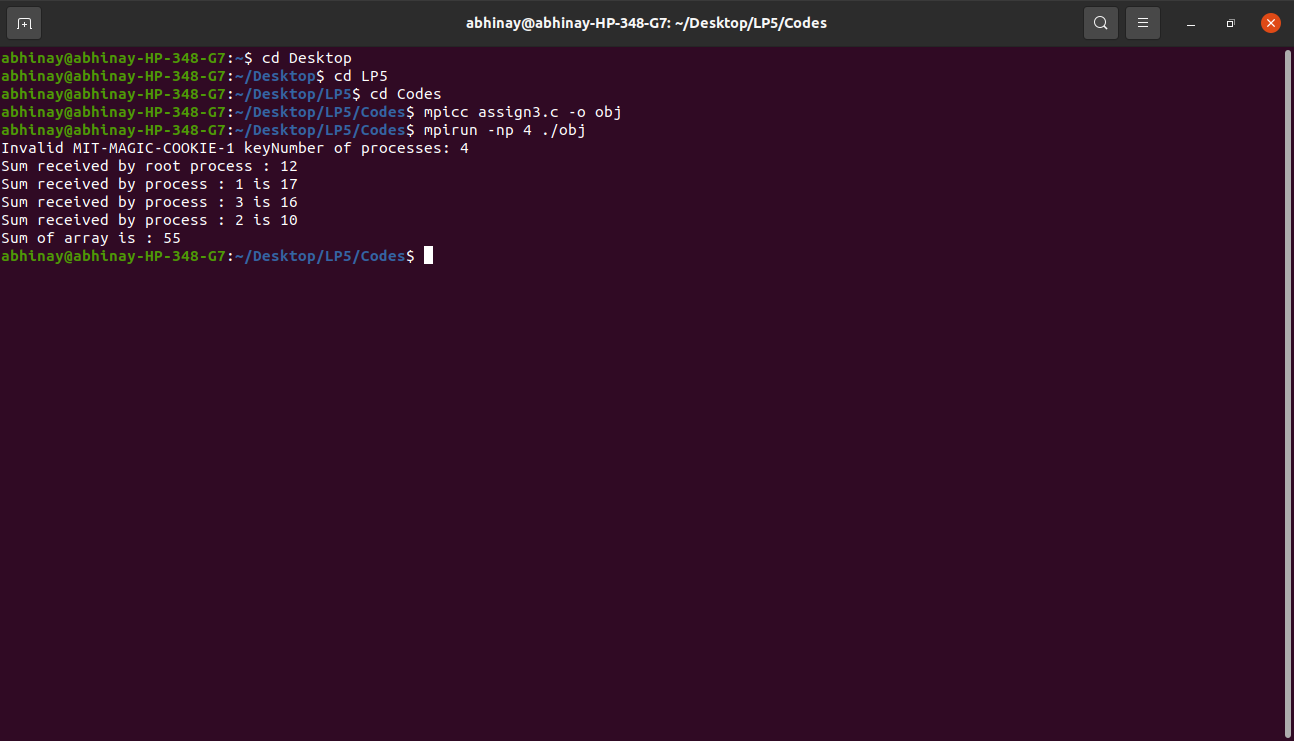 abhinay@abhinay-HP-348-G7: ~/Desktop/LP5/Codes
abhinay@abhinay-HP-348-G7:~$ cd Desktop
abhinay@abhinay-HP-348-G7:~/Desktop$ cd LP5
abhinay@abhinay-HP-348-G7:~/Desktop/LP5$ cd Codes
abhinay@abhinay-HP-348-G7:~/Desktop/LP5/Codes$ mpicc assign3.c -o obj
abhinay@abhinay-HP-348-G7:~/Desktop/LP5/Codes$ mpirun -np 4 ./obj
Invalid MIT-MAGIC-COOKIE-1 keyNumber of processes: 4
Sum received by root process : 12
Sum received by process : 1 is 17
Sum received by process : 3 is 16
Sum received by process : 2 is 10
Sum of array is : 55
abhinay@abhinay-HP-348-G7:~/Desktop/LP5/Codes$